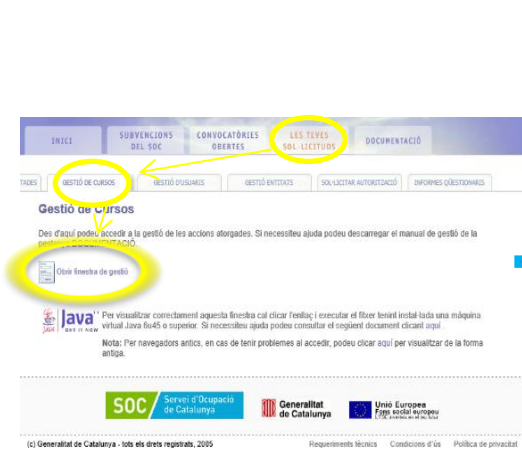 INICI
SUBVENCIONS
DEL SOC
CONVOCATÒRIES
OBERTES
LES TEVES
SOL·LICITUDS
DOCUMENTACIÓ
TADES
GESTIÓ DE CURSOS
GESTIÓ D'USUARIS
GESTIÓ ENTITATS
SOL·LICITAR AUTORITZACIÓ
INFORMES QÜESTIONARIS
Gestió de Cursos
Des d'aquí podeu accedir a la gestió de les accions atorgades. Si necessiteu ajuda podeu descarregar el manual de gestió de la
pestanya DOCUMENTACIÓ.
Obrir finestra de gestió
Java
GET IT NOW
Per visualitzar correctament aquesta finestra cal clicar l'enllaç i executar el fitxer tenint instal·lada una màquina
virtual Java 6u45 o superior. Si necessiteu ajuda podeu consultar el següent document clicant aquí .
Nota: Per navegadors antics, en cas de tenir problemes al accedir, podeu clicar aquí per visualitzar de la forma
antiga.
SOC
Servei d'Ocupació
de Catalunya
Generalitat
de Catalunya
Unió Europea
Fons social europeu
(c) Generalitat de Catalunya - tots els drets registrats, 2005
Requeriments tècnics
Condicions d'ús
Política de privacitat